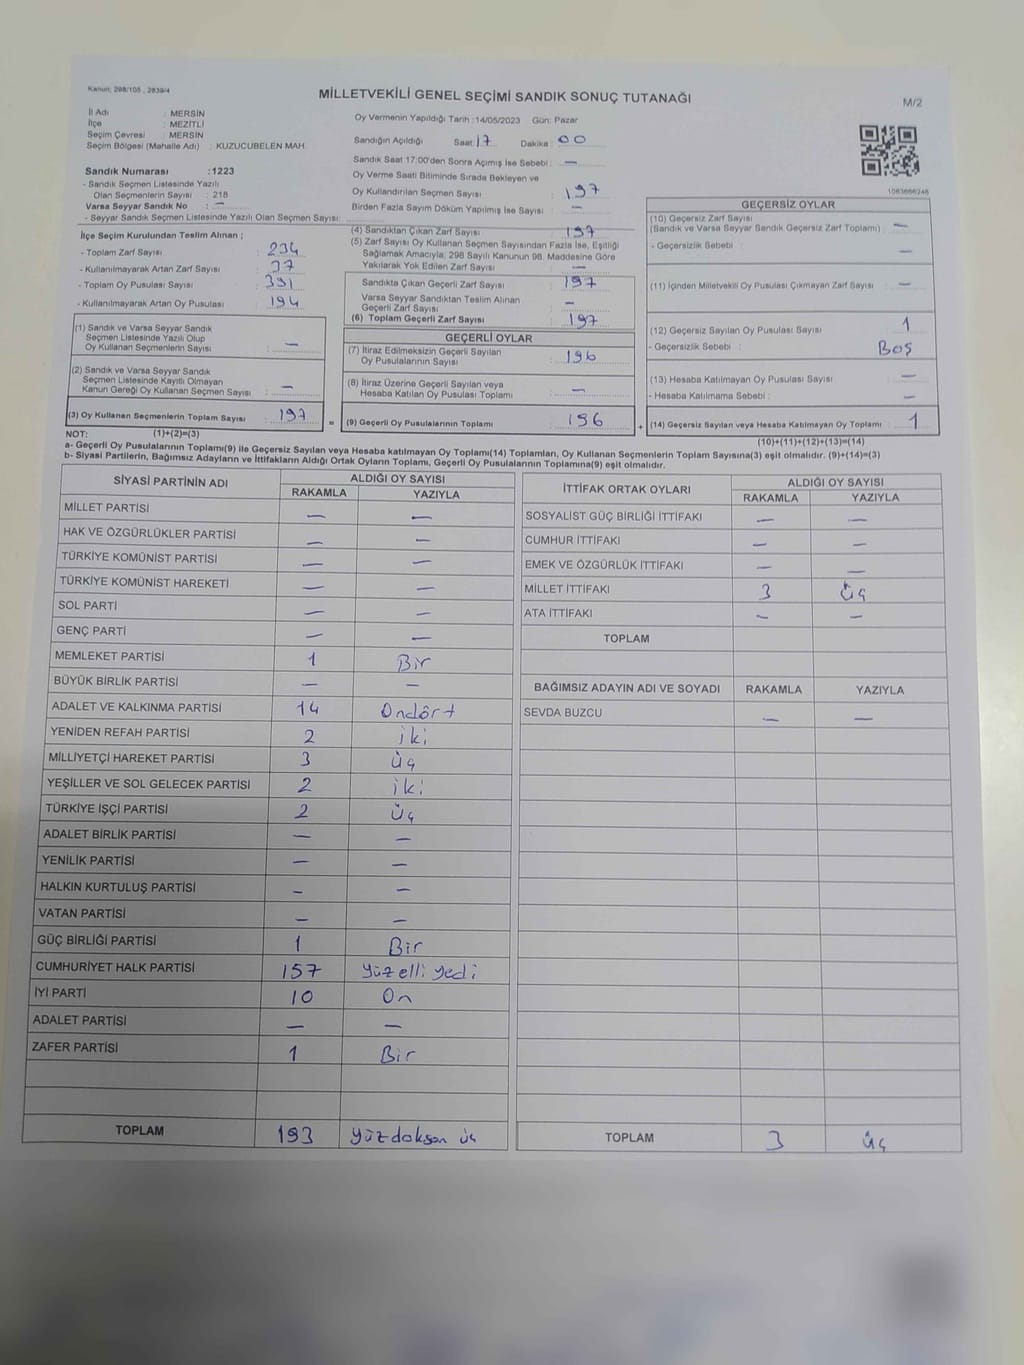 Kanun: 298/105 , 2839/4
MİLLETVEKİLİ GENEL SEÇİMİ SANDIK SONUÇ TUTANAĞI
M/2
İl Adı : MERSİN
İlçe : MEZİTLİ
Seçim Çevresi : MERSİN
Seçim Bölgesi (Mahalle Adı) : KUZUCUBELEN MAH.
Sandık Numarası :1223
- Sandık Seçmen Listesinde Yazılı
Olan Seçmenlerin Sayısı : 218
Varsa Seyyar Sandık No : —
- Seyyar Sandık Seçmen Listesinde Yazılı Olan Seçmen Sayısı:
Oy Vermenin Yapıldığı Tarih :14/05/2023 Gün: Pazar
Sandığın Açıldığı Saat 17 Dakika 00
Sandık Saat 17:00'den Sonra Açımış İse Sebebi : —
Oy Verme Saati Bitiminde Sırada Bekleyen ve
Oy Kullandırılan Seçmen Sayısı : 197
Birden Fazla Sayım Döküm Yapılmış İse Sayısı : —
1083666248
İlçe Seçim Kurulundan Teslim Alınan ;
- Toplam Zarf Sayısı : 234
- Kullanılmayarak Artan Zarf Sayısı : 37
- Toplam Oy Pusulası Sayısı : 391
- Kullanılmayarak Artan Oy Pusulası : 194
(1) Sandık ve Varsa Seyyar Sandık
Seçmen Listesinde Yazılı Olup
Oy Kullanan Seçmenlerin Sayısı : —
(2) Sandık ve Varsa Seyyar Sandık
Seçmen Listesinde Kayıtlı Olmayan
Kanun Gereği Oy Kullanan Seçmen Sayısı : —
(3) Oy Kullanan Seçmenlerin Toplam Sayısı : 197
(1)+(2)=(3)
(4) Sandıktan Çıkan Zarf Sayısı : 197
(5) Zarf Sayısı Oy Kullanan Seçmen Sayısından Fazla İse, Eşitliği
Sağlamak Amacıyla, 298 Sayılı Kanunun 98. Maddesine Göre
Yakılarak Yok Edilen Zarf Sayısı : —
Sandıkta Çıkan Geçerli Zarf Sayısı : 197
Varsa Seyyar Sandıktan Teslim Alınan
Geçerli Zarf Sayısı : —
(6) Toplam Geçerli Zarf Sayısı : 197
GEÇERLİ OYLAR
(7) İtiraz Edilmeksizin Geçerli Sayılan
Oy Pusulalarının Sayısı : 196
(8) İtiraz Üzerine Geçerli Sayılan veya
Hesaba Katılan Oy Pusulası Toplamı : —
= (9) Geçerli Oy Pusulalarının Toplamı : 196
GEÇERSİZ OYLAR
(10) Geçersiz Zarf Sayısı
(Sandık ve Varsa Seyyar Sandık Geçersiz Zarf Toplamı) : —
- Geçersizlik Sebebi : —
(11) İçinden Milletvekili Oy Pusulası Çıkmayan Zarf Sayısı : —
(12) Geçersiz Sayılan Oy Pusulası Sayısı : 1
- Geçersizlik Sebebi : BOŞ
(13) Hesaba Katılmayan Oy Pusulası Sayısı : —
- Hesaba Katılmama Sebebi : —
+ (14) Geçersiz Sayılan veya Hesaba Katılmayan Oy Toplamı : 1
(10)+(11)+(12)+(13)=(14)
NOT:
a- Geçerli Oy Pusulalarının Toplamı(9) ile Geçersiz Sayılan veya Hesaba katılmayan Oy Toplamı(14) Toplamları, Oy Kullanan Seçmenlerin Toplam Sayısına(3) eşit olmalıdır. (9)+(14)=(3)
b- Siyasi Partilerin, Bağımsız Adayların ve İttifakların Aldığı Ortak Oyların Toplamı, Geçerli Oy Pusulalarının Toplamına(9) eşit olmalıdır.
SİYASİ PARTİNİN ADI ALDIĞI OY SAYISI
RAKAMLA YAZIYLA
MİLLET PARTİSİ — —
HAK VE ÖZGÜRLÜKLER PARTİSİ — —
TÜRKİYE KOMÜNİST PARTİSİ — —
TÜRKİYE KOMÜNİST HAREKETİ — —
SOL PARTİ — —
GENÇ PARTİ — —
MEMLEKET PARTİSİ 1 Bir
BÜYÜK BİRLİK PARTİSİ — —
ADALET VE KALKINMA PARTİSİ 14 Ondört
YENİDEN REFAH PARTİSİ 2 iki
MİLLİYETÇİ HAREKET PARTİSİ 3 üç
YEŞİLLER VE SOL GELECEK PARTİSİ 2 iki
TÜRKİYE İŞÇİ PARTİSİ 2 üç
ADALET BİRLİK PARTİSİ — —
YENİLİK PARTİSİ — —
HALKIN KURTULUŞ PARTİSİ — —
VATAN PARTİSİ — —
GÜÇ BİRLİĞİ PARTİSİ 1 Bir
CUMHURİYET HALK PARTİSİ 157 yüzelli yedi
İYİ PARTİ 10 On
ADALET PARTİSİ — —
ZAFER PARTİSİ 1 Bir
TOPLAM 193 yüzdoksan üç
İTTİFAK ORTAK OYLARI ALDIĞI OY SAYISI
RAKAMLA YAZIYLA
SOSYALİST GÜÇ BİRLİĞİ İTTİFAKI — —
CUMHUR İTTİFAKI — —
EMEK VE ÖZGÜRLÜK İTTİFAKI — —
MİLLET İTTİFAKI 3 üç
ATA İTTİFAKI — —
TOPLAM
BAĞIMSIZ ADAYIN ADI VE SOYADI RAKAMLA YAZIYLA
SEVDA BUZCU — —
TOPLAM 3 üç